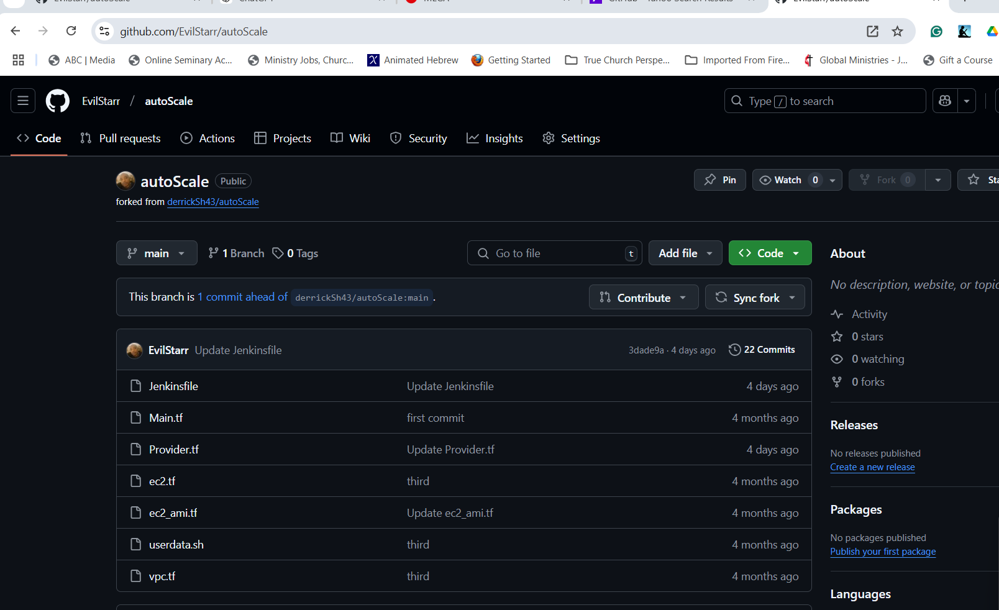 github.com/EvilStarr/autoScale
ABC | Media
Online Seminary Ac...
Ministry Jobs, Churc...
Animated Hebrew
Getting Started
True Church Perspe...
Imported From Fire...
Global Ministries - J...
Gift a Course
EvilStarr / autoScale
Type / to search
Code
Pull requests
Actions
Projects
Wiki
Security
Insights
Settings
autoScale Public
forked from derrickSh43/autoScale
Pin
Watch 0
Fork 0
main
1 Branch
0 Tags
Go to file t
Add file
Code
This branch is 1 commit ahead of derrickSh43/autoScale:main .
Contribute
Sync fork
EvilStarr Update Jenkinsfile 3dade9a · 4 days ago 22 Commits
Jenkinsfile Update Jenkinsfile 4 days ago
Main.tf first commit 4 months ago
Provider.tf Update Provider.tf 4 days ago
ec2.tf third 4 months ago
ec2_ami.tf Update ec2_ami.tf 4 months ago
userdata.sh third 4 months ago
vpc.tf third 4 months ago
About
No description, website, or topic
Activity
0 stars
0 watching
0 forks
Releases
No releases published
Create a new release
Packages
No packages published
Publish your first package
Languages